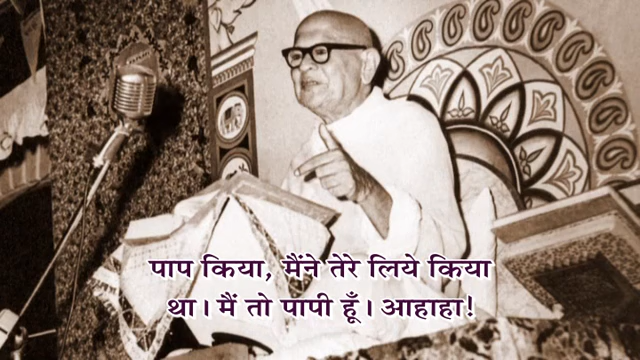 पाप किया, मैंने तेरे लिये किया
था। मैं तो पापी हूँ। आहाहा!